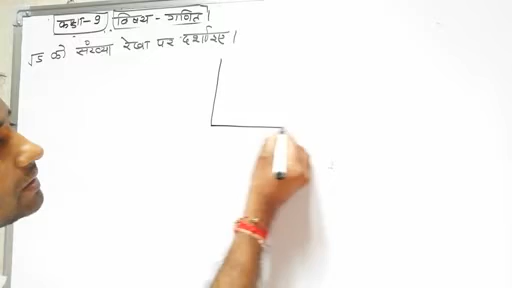 कक्षा-9 विषय - गणित
√5 को संख्या रेखा पर दर्शाइए।